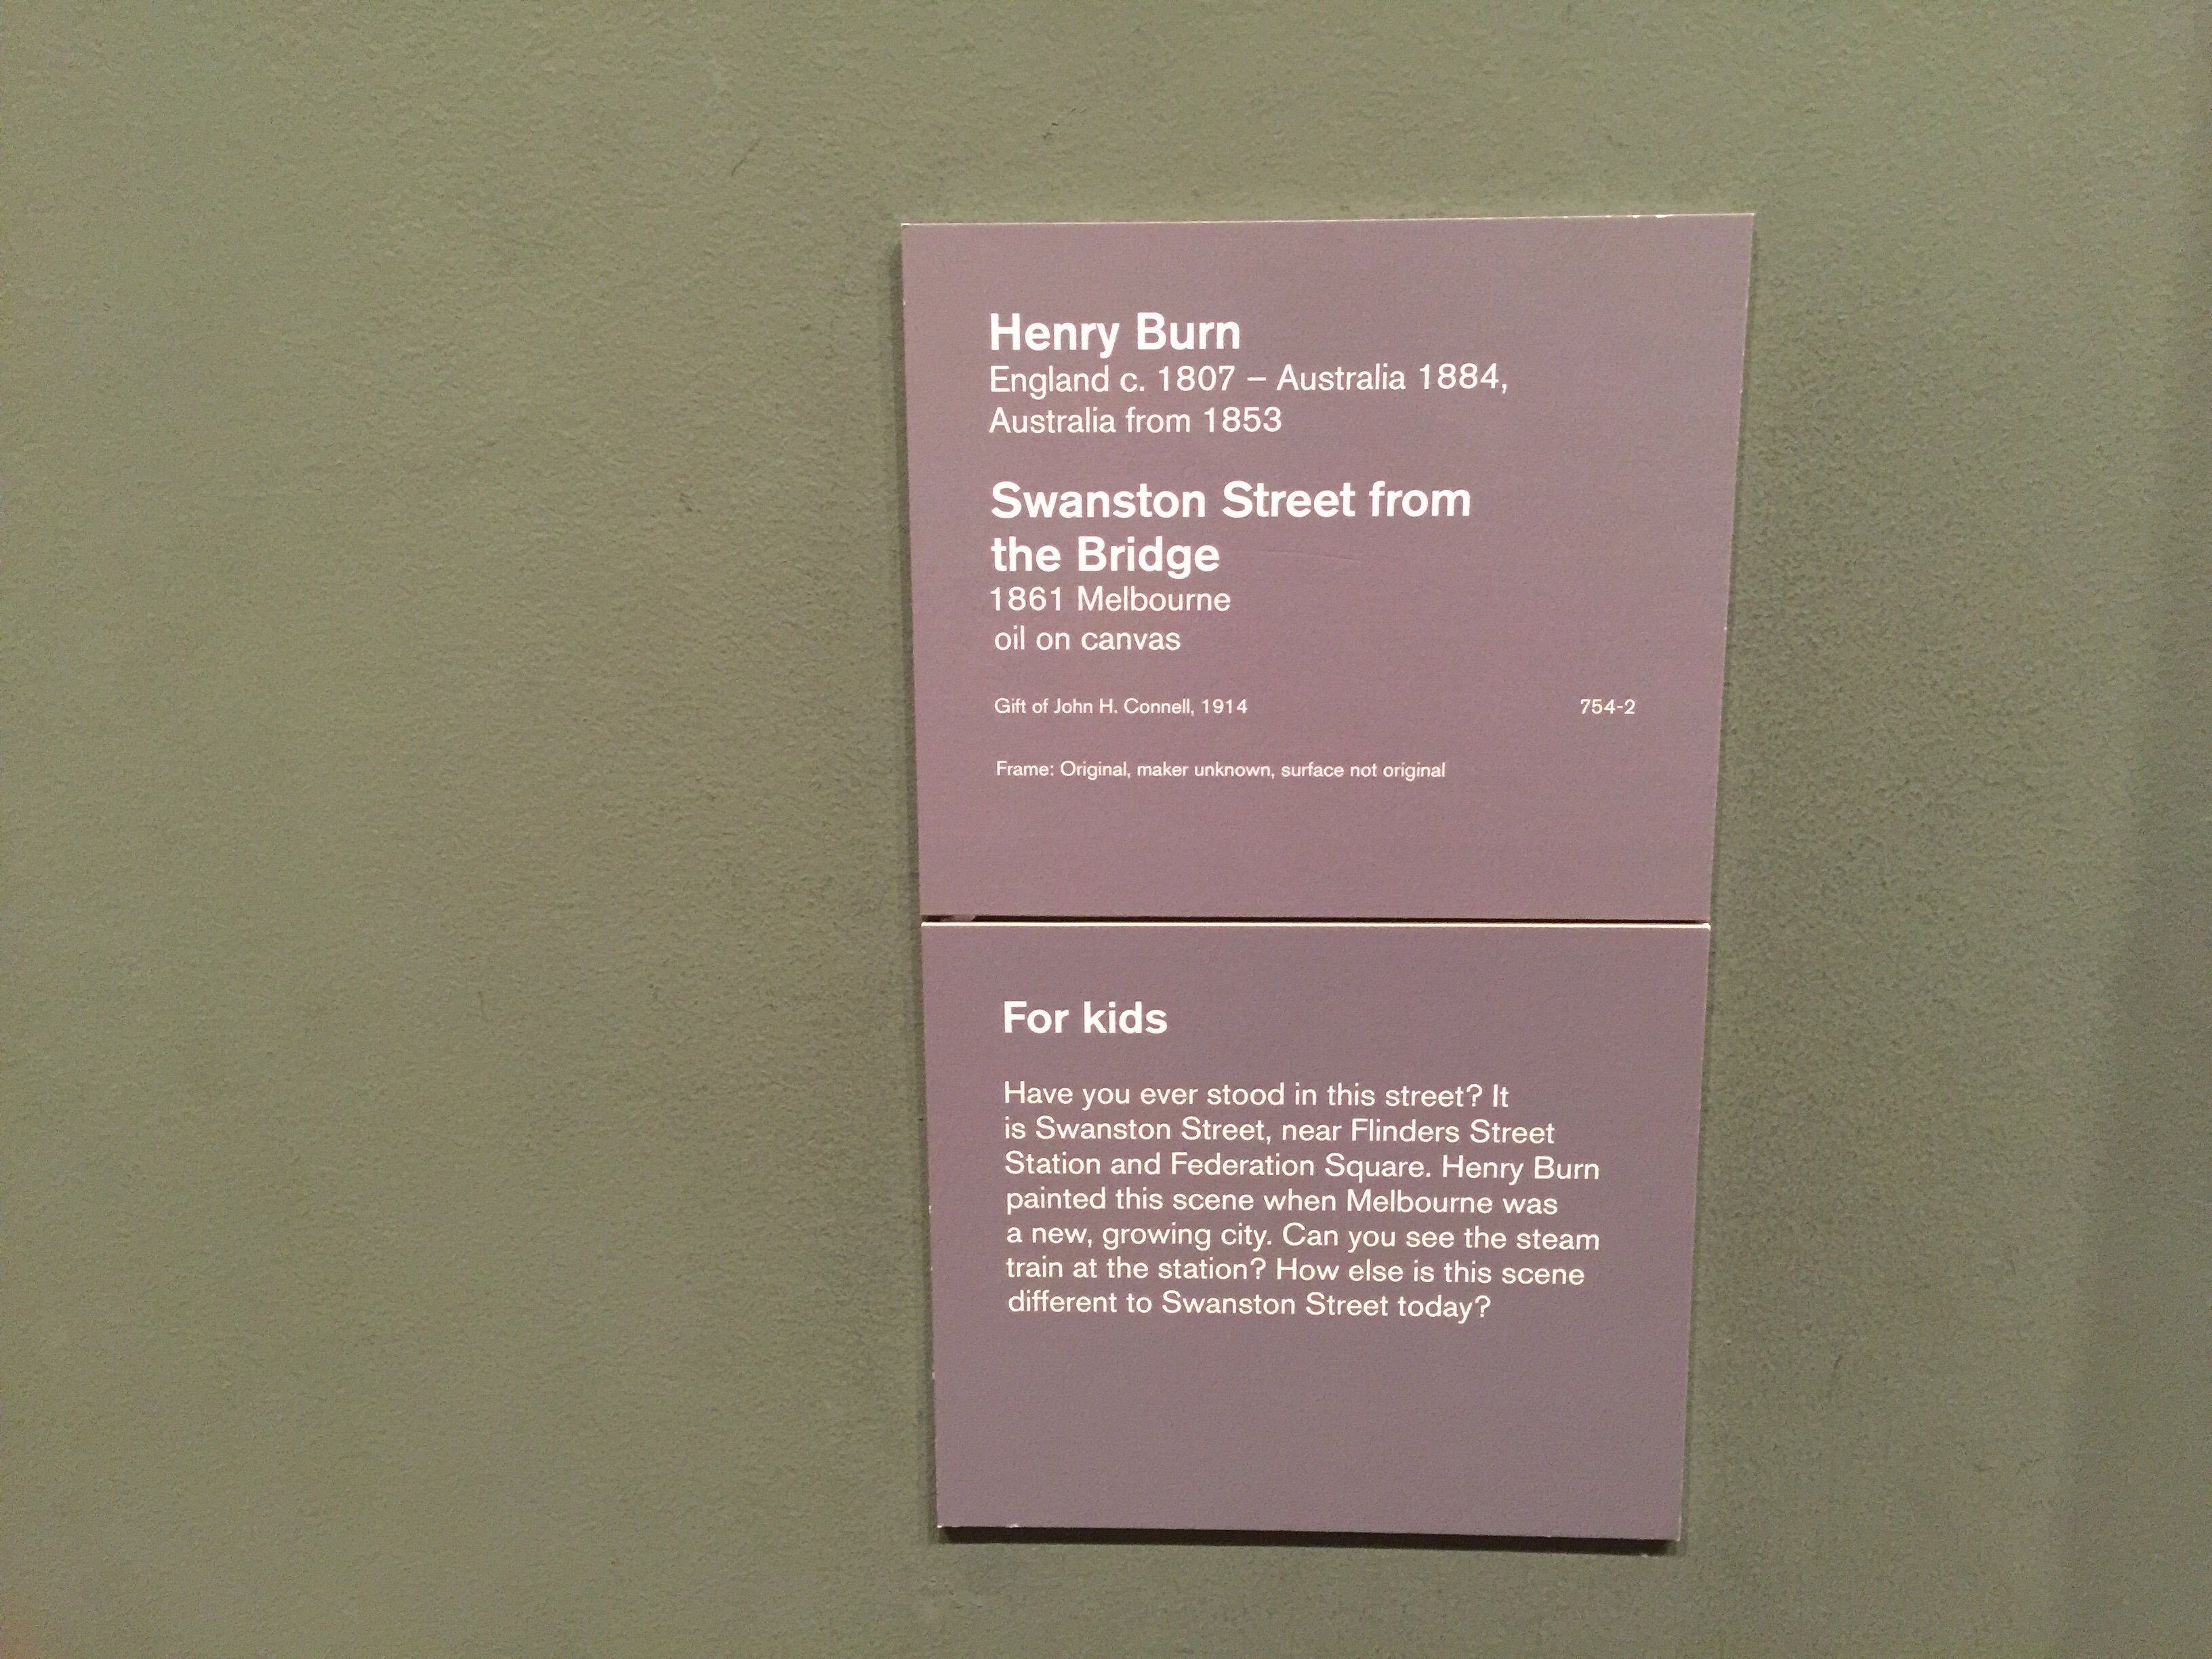 Henry Burn
England c. 1807 – Australia 1884,
Australia from 1853
Swanston Street from
the Bridge
1861 Melbourne
oil on canvas
Gift of John H. Connell, 1914 754-2
Frame: Original, maker unknown, surface not original
For kids
Have you ever stood in this street? It
is Swanston Street, near Flinders Street
Station and Federation Square. Henry Burn
painted this scene when Melbourne was
a new, growing city. Can you see the steam
train at the station? How else is this scene
different to Swanston Street today?